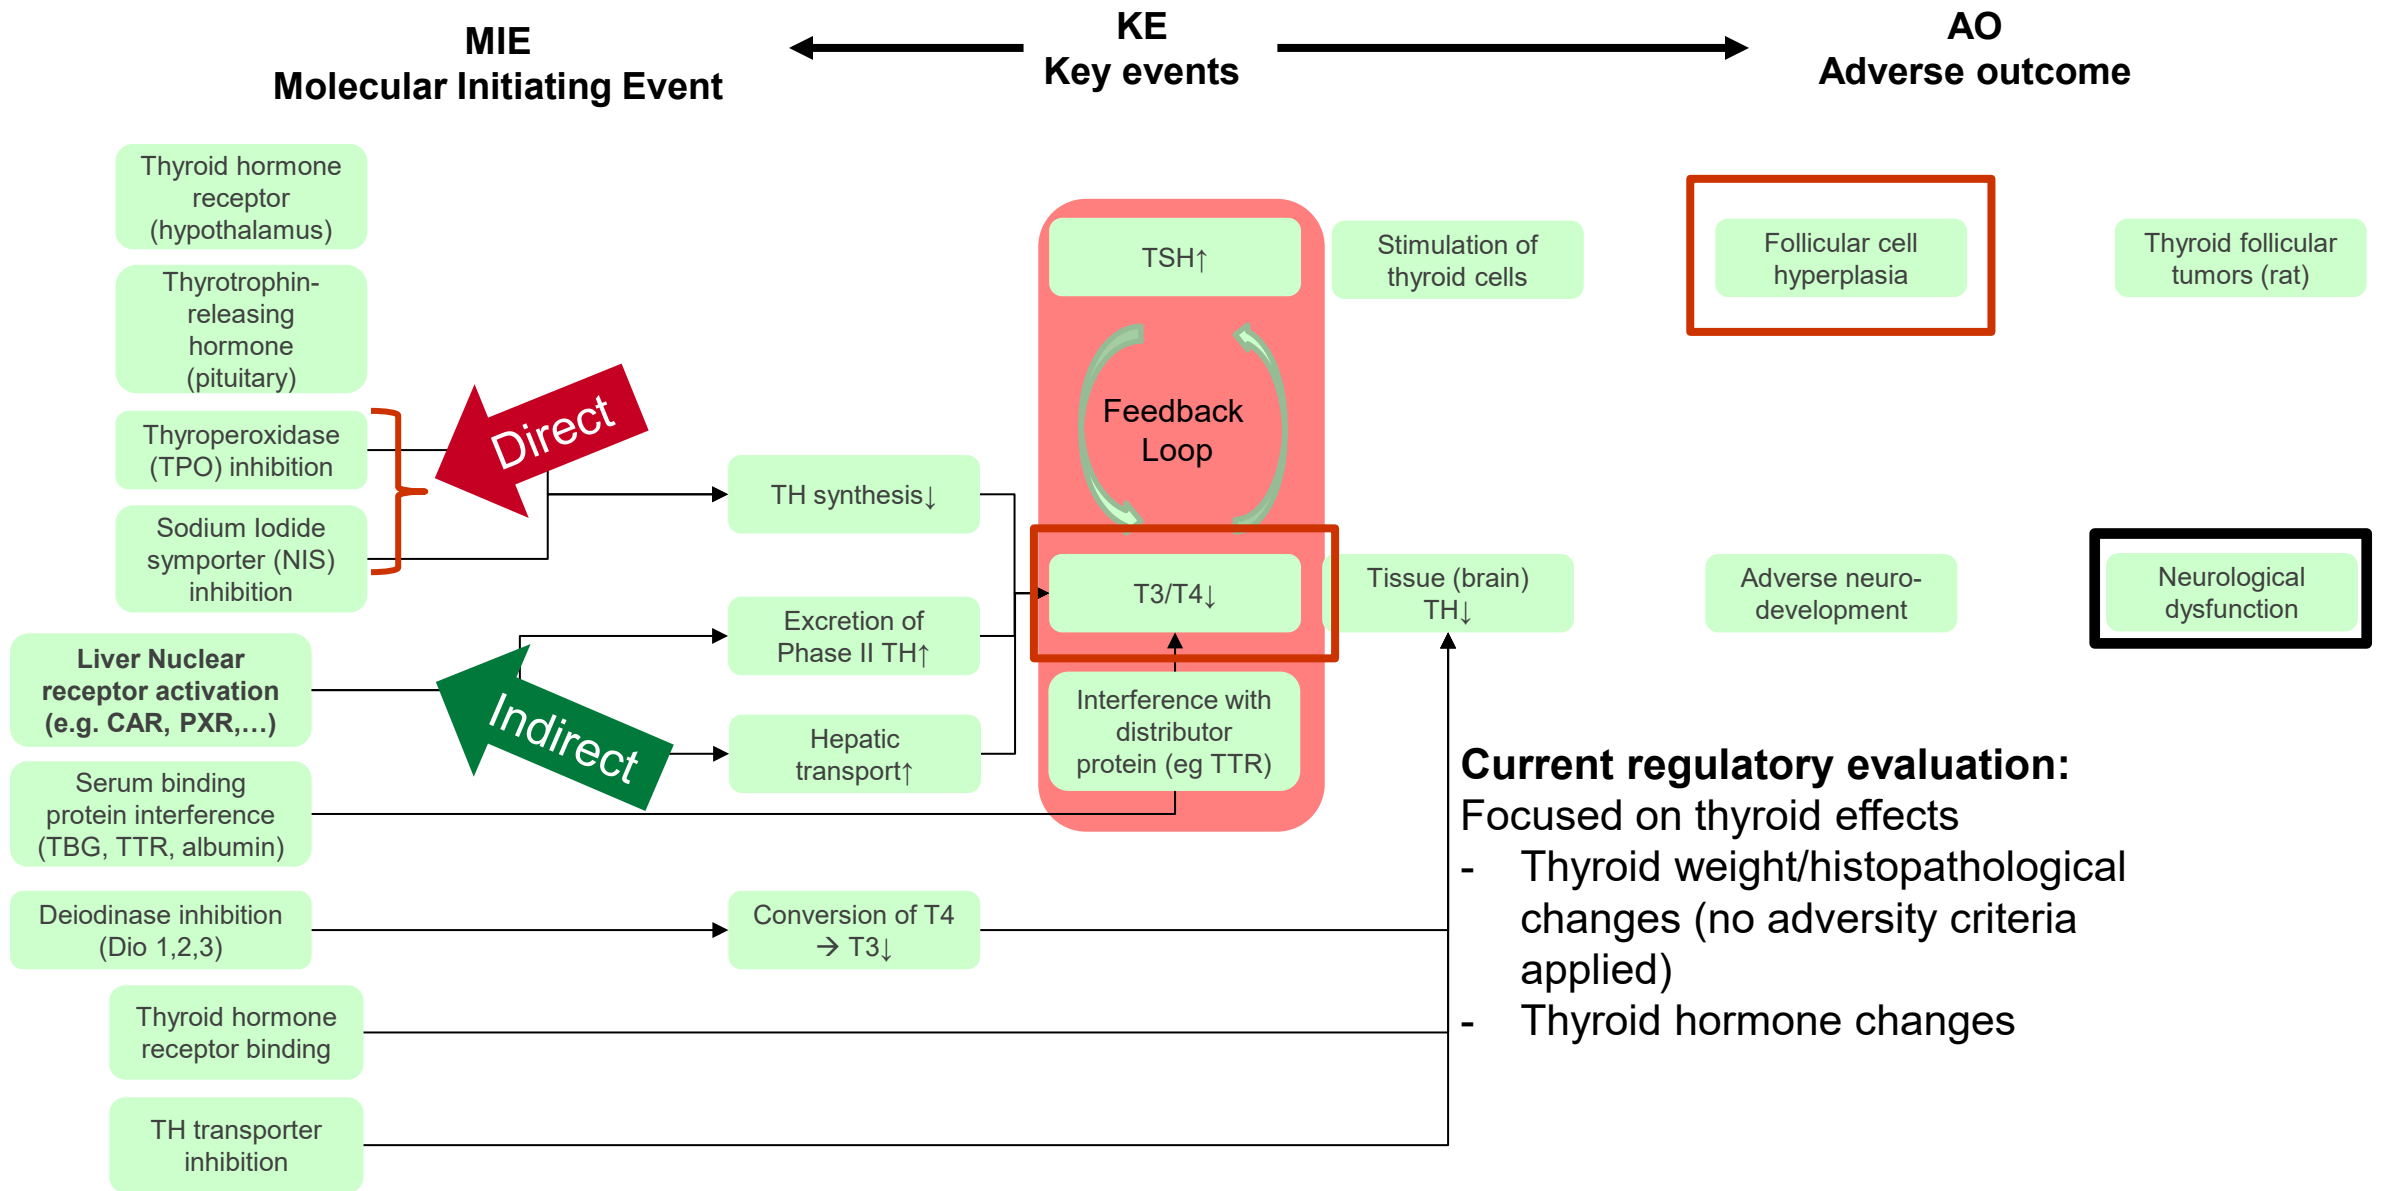 MIE
Molecular Initiating Event
KE
Key events
AO
Adverse outcome
Thyroid hormone
receptor
(hypothalamus)
Thyrotrophin-
releasing
hormone
(pituitary)
Thyroperoxidase
(TPO) inhibition
Sodium Iodide
symporter (NIS)
inhibition
Liver Nuclear
receptor activation
(e.g. CAR, PXR,…)
Serum binding
protein interference
(TBG, TTR, albumin)
Deiodinase inhibition
(Dio 1,2,3)
Thyroid hormone
receptor binding
TH transporter
inhibition
Direct
Indirect
TH synthesis↓
Excretion of
Phase II TH↑
Hepatic
transport↑
Conversion of T4
→ T3↓
TSH↑
Feedback
Loop
T3/T4↓
Interference with
distributor
protein (eg TTR)
Stimulation of
thyroid cells
Follicular cell
hyperplasia
Thyroid follicular
tumors (rat)
Tissue (brain)
TH↓
Adverse neuro-
development
Neurological
dysfunction
Current regulatory evaluation:
Focused on thyroid effects
- Thyroid weight/histopathological
changes (no adversity criteria
applied)
- Thyroid hormone changes